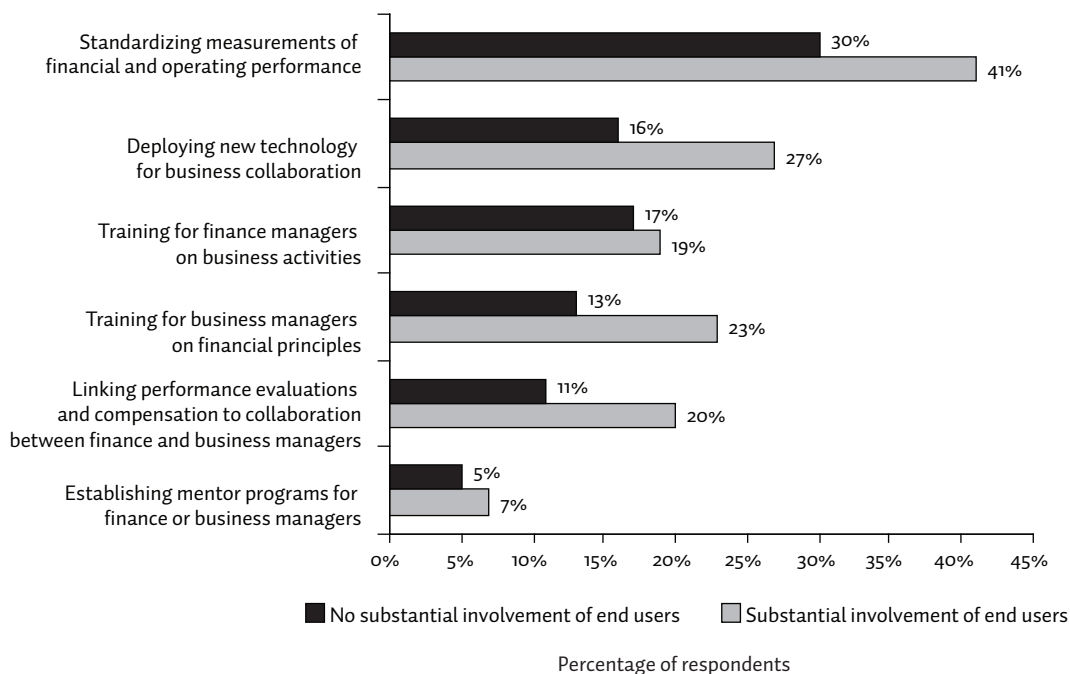 Standardizing measurements of
financial and operating performance
30%
41%
Deploying new technology
for business collaboration
16%
27%
Training for finance managers
on business activities
17%
19%
Training for business managers
on financial principles
13%
23%
Linking performance evaluations
and compensation to collaboration
between finance and business managers
11%
20%
Establishing mentor programs for
finance or business managers
5%
7%
0% 5% 10% 15% 20% 25% 30% 35% 40% 45%
No substantial involvement of end users Substantial involvement of end users
Percentage of respondents